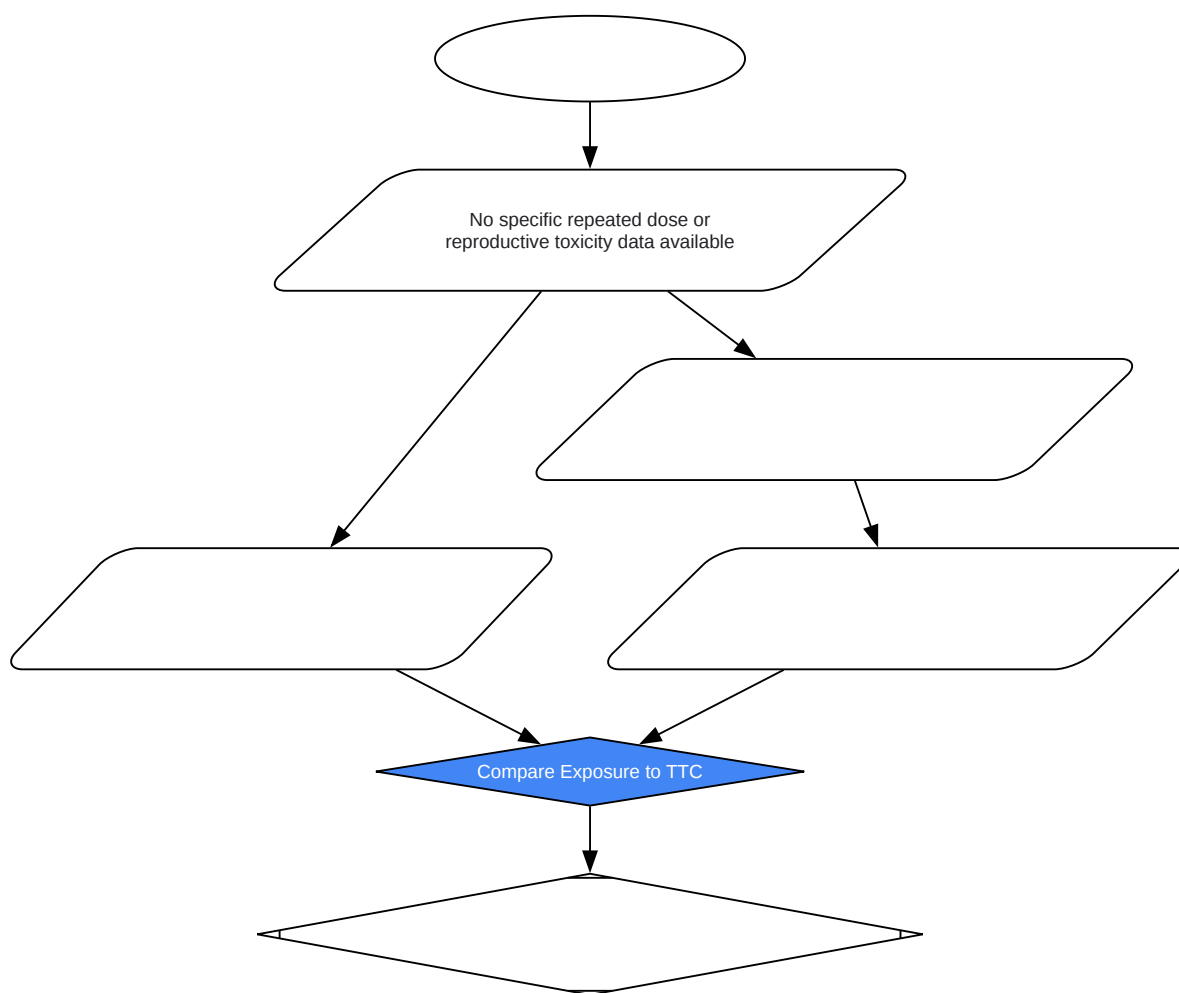 No specific repeated dose or
reproductive toxicity data available
Compare Exposure to TTC